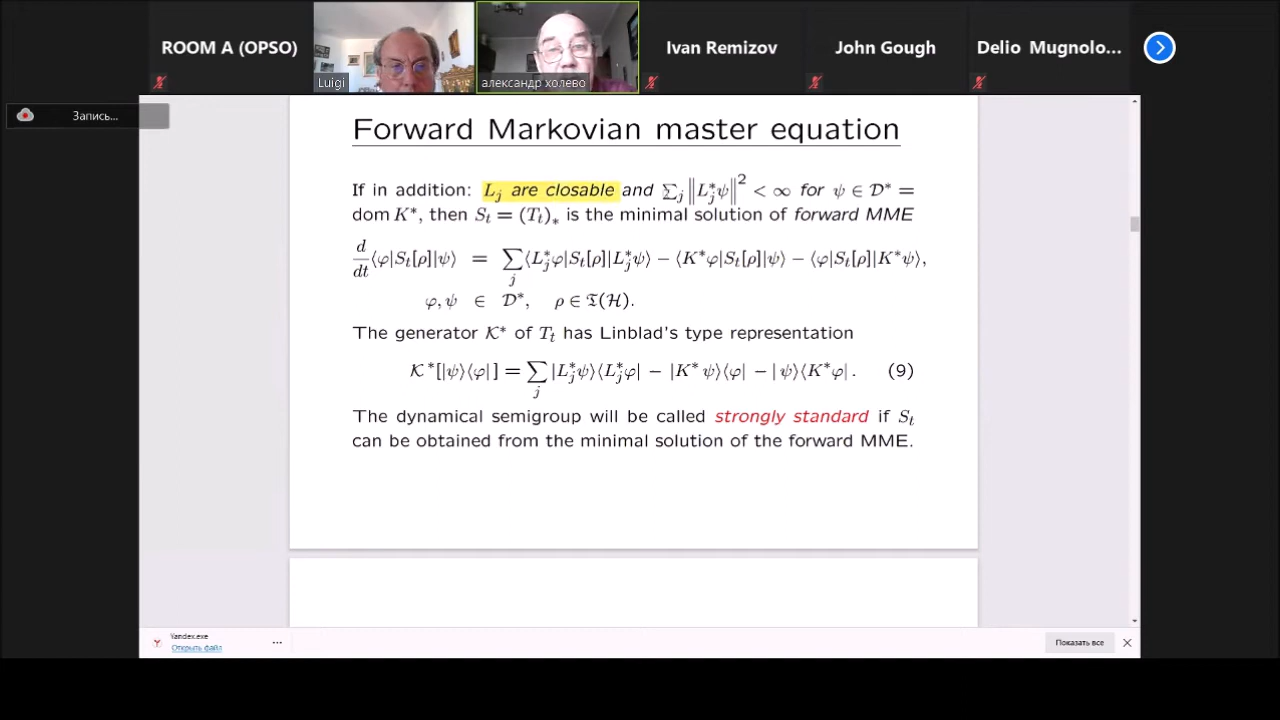 ROOM A (OPSO)
Luigi
александр холево
Ivan Remizov
John Gough
Delio Mugnolo...
Запись...
Forward Markovian master equation
If in addition: L_j are closable and ∑_j ‖L_j^*ψ‖^2 < ∞ for ψ ∈ D^* =
dom K^*, then S_t = (T_t)_* is the minimal solution of forward MME
d/dt ⟨φ|S_t[ρ]|ψ⟩ = ∑_j ⟨L_j^*φ|S_t[ρ]|L_j^*ψ⟩ − ⟨K^*φ|S_t[ρ]|ψ⟩ − ⟨φ|S_t[ρ]|K^*ψ⟩,
φ, ψ ∈ D^*, ρ ∈ 𝔗(ℋ).
The generator 𝒦^* of T_t has Linblad's type representation
𝒦^*[|ψ⟩⟨φ|] = ∑_j |L_j^*ψ⟩⟨L_j^*φ| − |K^*ψ⟩⟨φ| − |ψ⟩⟨K^*φ|. (9)
The dynamical semigroup will be called strongly standard if S_t
can be obtained from the minimal solution of the forward MME.
Yandex.exe
Открыть файл
...
Показать все